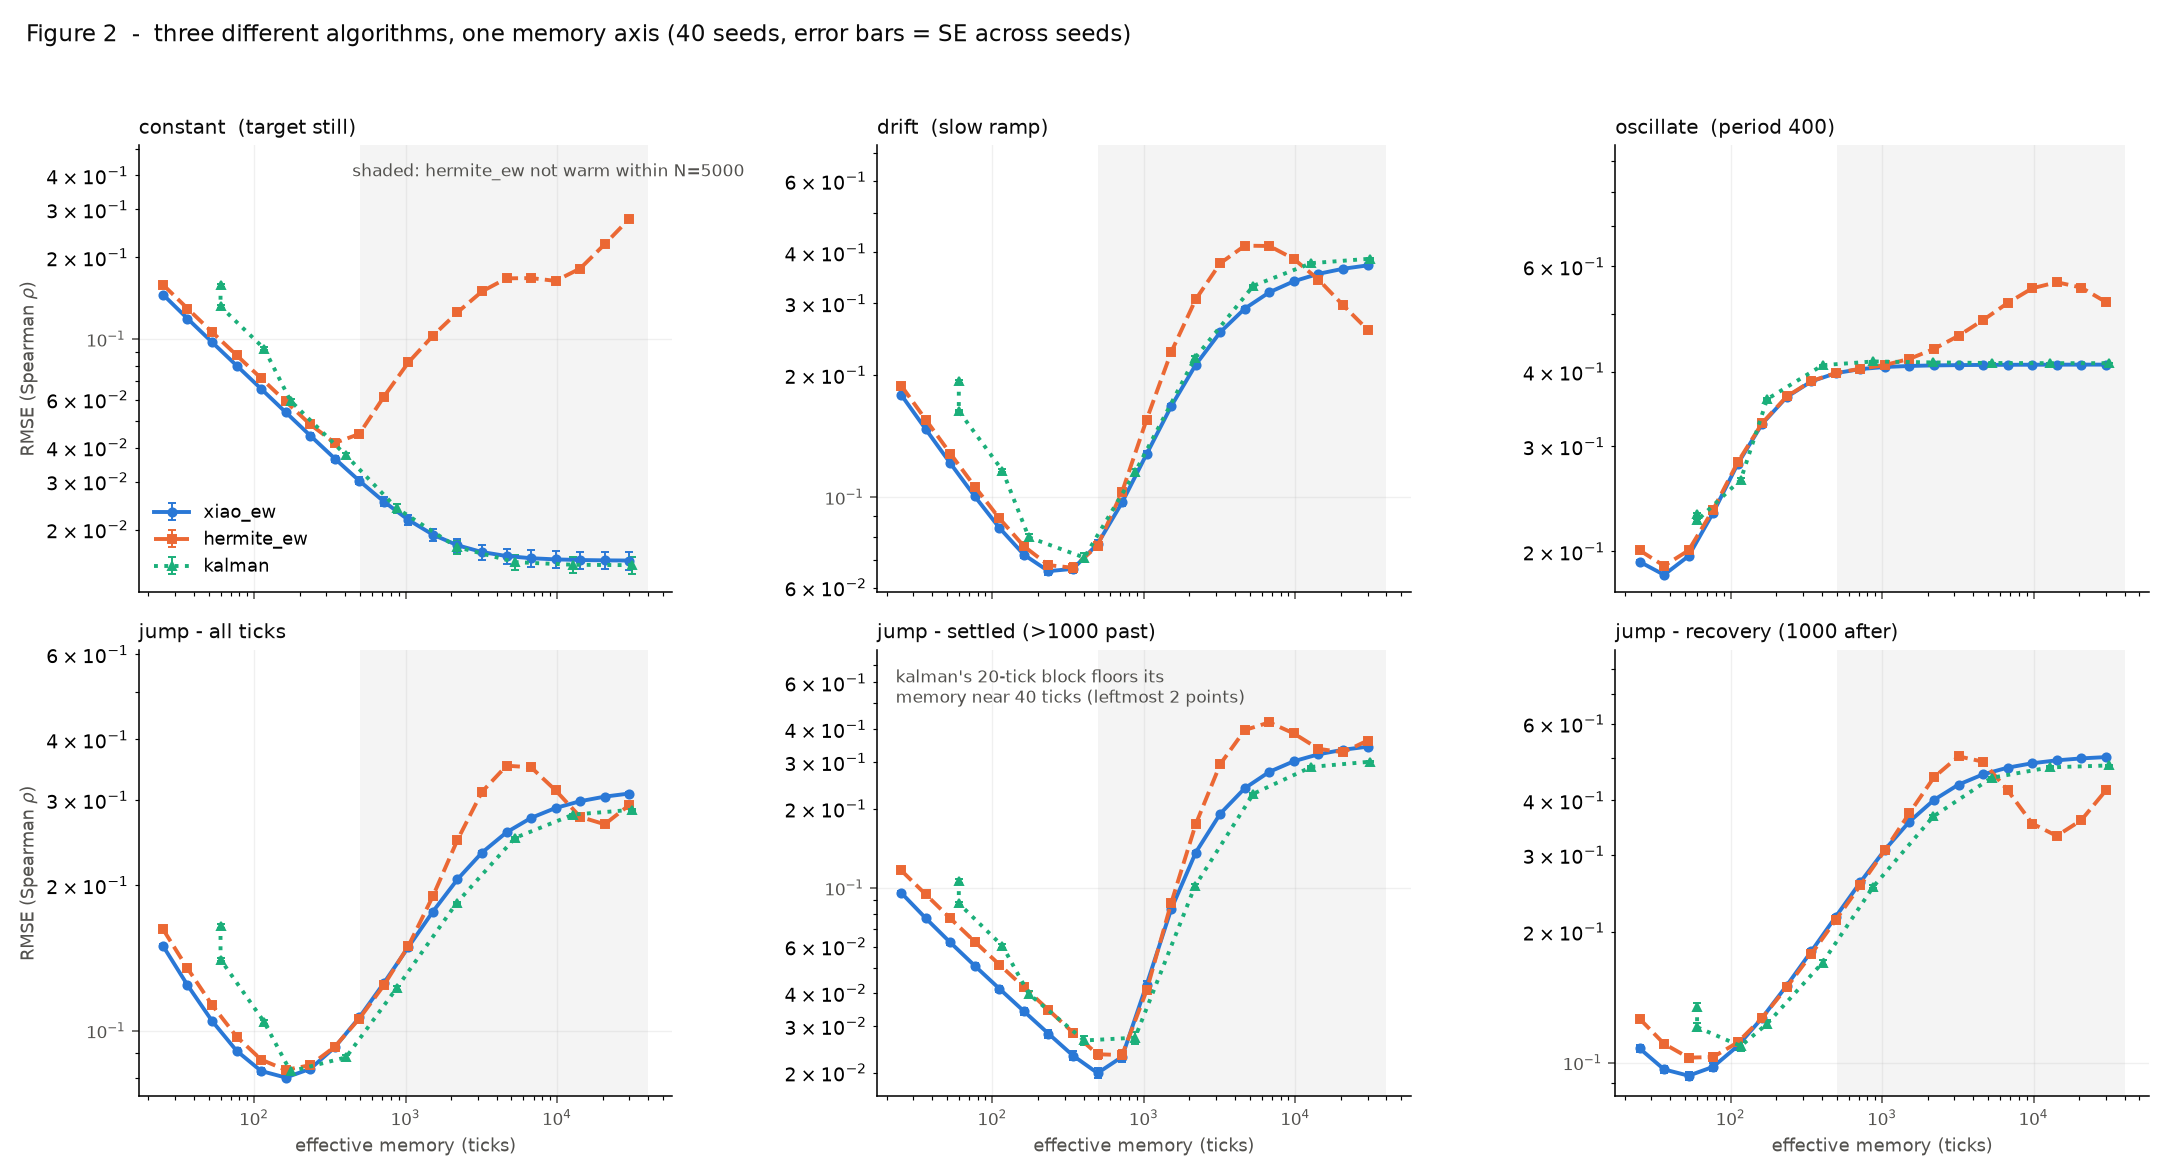 Figure 2 - three different algorithms, one memory axis (40 seeds, error bars = SE across seeds)
constant (target still)
shaded: hermite_ew not warm within N=5000
4 × 10⁻¹
3 × 10⁻¹
2 × 10⁻¹
10⁻¹
6 × 10⁻²
4 × 10⁻²
3 × 10⁻²
2 × 10⁻²
RMSE (Spearman ρ)
xiao_ew
hermite_ew
kalman
drift (slow ramp)
6 × 10⁻¹
4 × 10⁻¹
3 × 10⁻¹
2 × 10⁻¹
10⁻¹
6 × 10⁻²
oscillate (period 400)
6 × 10⁻¹
4 × 10⁻¹
3 × 10⁻¹
2 × 10⁻¹
jump - all ticks
6 × 10⁻¹
4 × 10⁻¹
3 × 10⁻¹
2 × 10⁻¹
10⁻¹
RMSE (Spearman ρ)
10² 10³ 10⁴
effective memory (ticks)
jump - settled (>1000 past)
kalman's 20-tick block floors its
memory near 40 ticks (leftmost 2 points)
6 × 10⁻¹
4 × 10⁻¹
3 × 10⁻¹
2 × 10⁻¹
10⁻¹
6 × 10⁻²
4 × 10⁻²
3 × 10⁻²
2 × 10⁻²
10² 10³ 10⁴
effective memory (ticks)
jump - recovery (1000 after)
6 × 10⁻¹
4 × 10⁻¹
3 × 10⁻¹
2 × 10⁻¹
10⁻¹
10² 10³ 10⁴
effective memory (ticks)